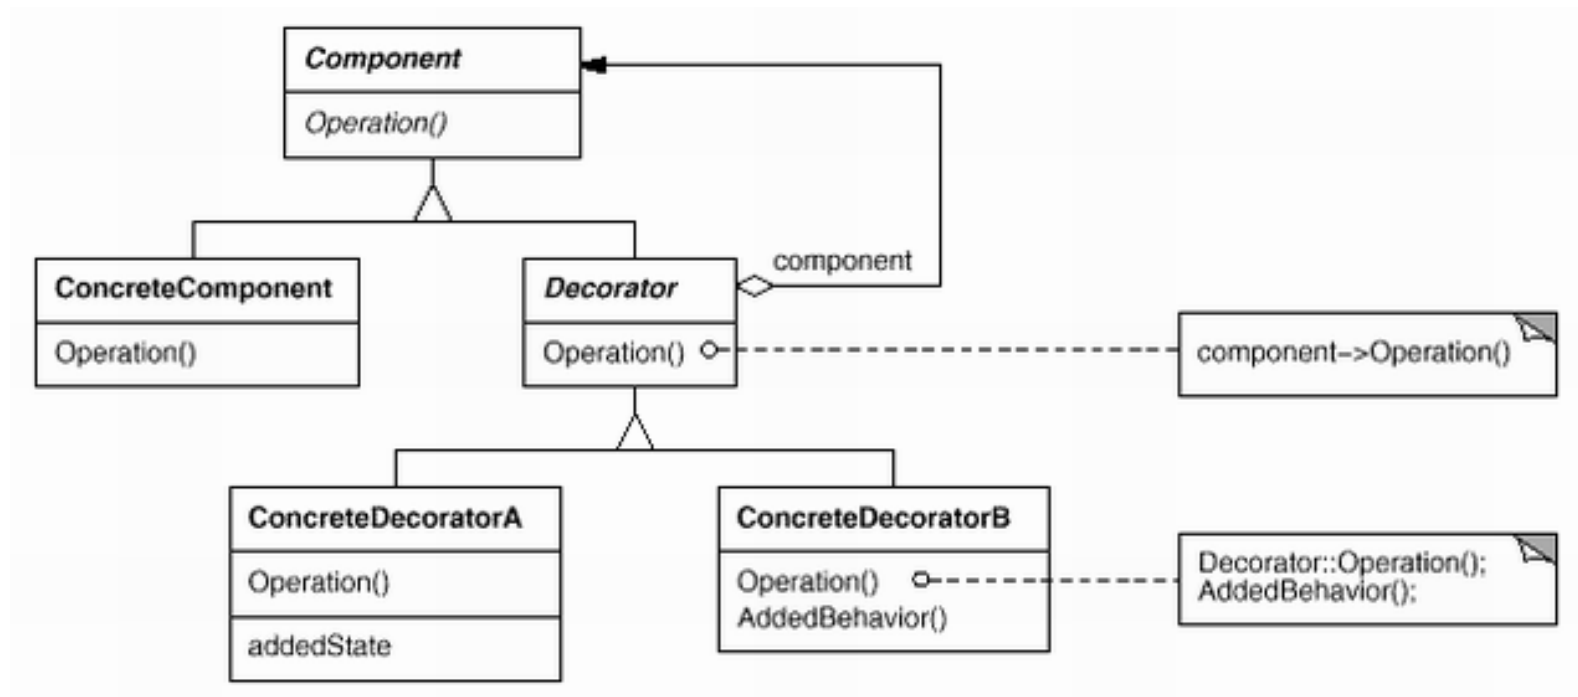 Component
Operation()
ConcreteComponent
Operation()
Decorator
Operation()
component
component–>Operation()
ConcreteDecoratorA
Operation()
addedState
ConcreteDecoratorB
Operation()
AddedBehavior()
Decorator::Operation();
AddedBehavior();